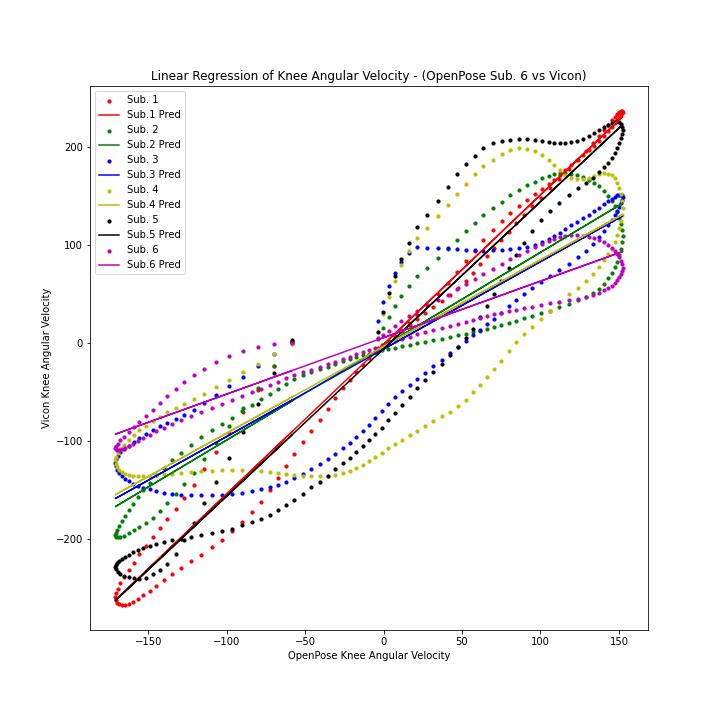 Linear Regression of Knee Angular Velocity - (OpenPose Sub. 6 vs Vicon)
Sub. 1
Sub.1 Pred
Sub. 2
Sub.2 Pred
Sub. 3
Sub.3 Pred
Sub. 4
Sub.4 Pred
Sub. 5
Sub.5 Pred
Sub. 6
Sub.6 Pred
Vicon Knee Angular Velocity
200
100
0
−100
−200
−150
−100
−50
0
50
100
150
OpenPose Knee Angular Velocity